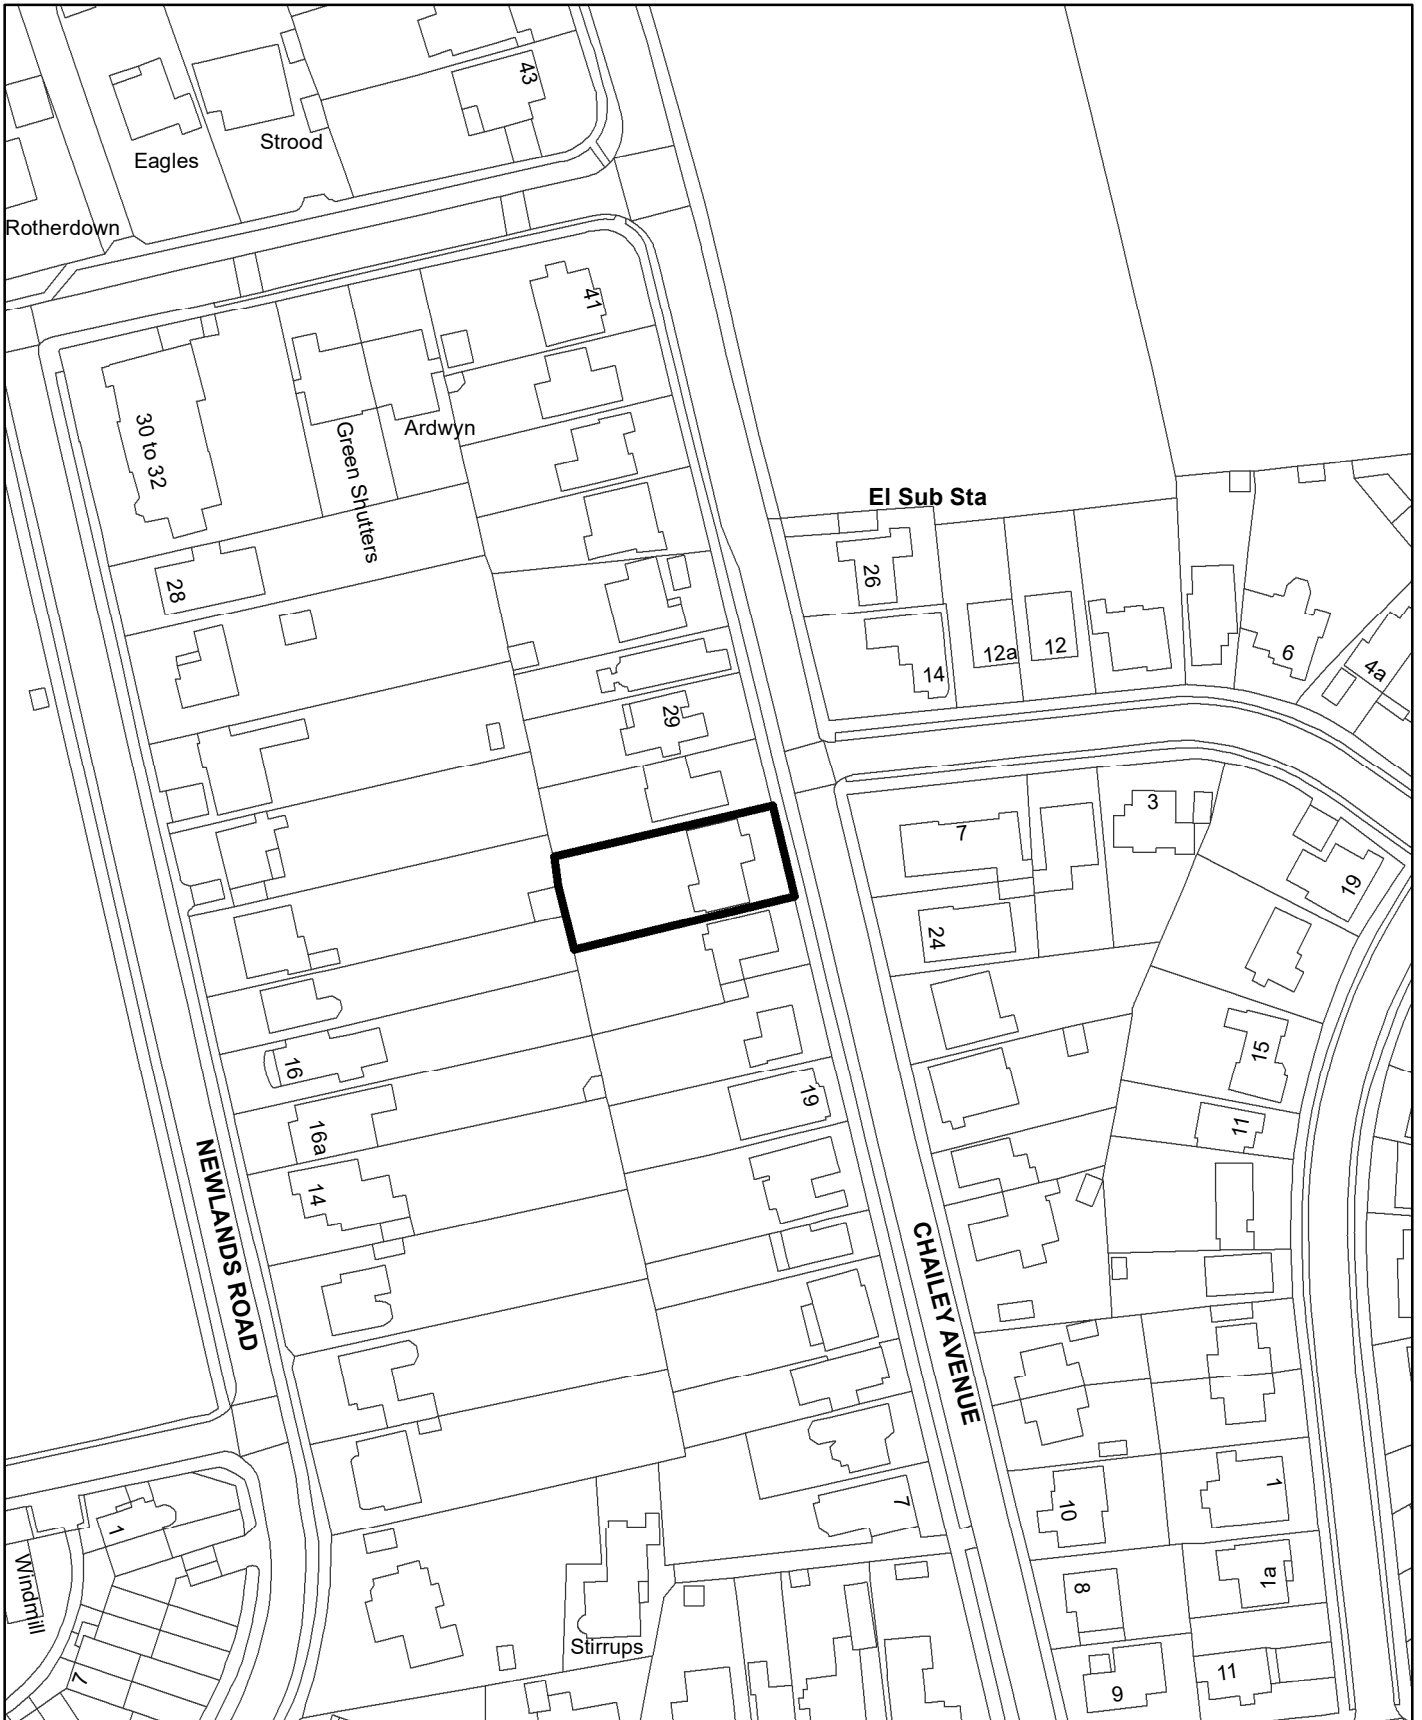 43
Strood
Eagles
Rotherdown
41
30 to 32
Green Shutters
Ardwyn
El Sub Sta
26
28
14
12a
12
6
4a
29
3
7
19
24
15
16
19
11
16a
14
NEWLANDS ROAD
CHAILEY AVENUE
10
1
7
1
Windmill
8
1a
Stirrups
7
9
11